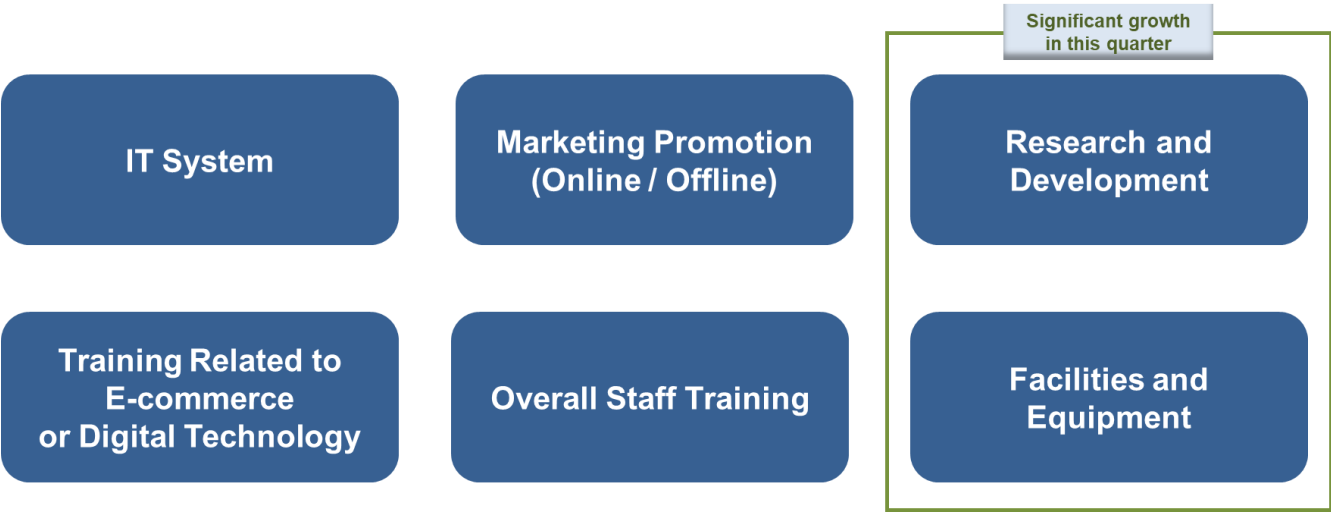 Significant growth
in this quarter
IT System
Marketing Promotion
(Online / Offline)
Research and
Development
Training Related to
E-commerce
or Digital Technology
Overall Staff Training
Facilities and
Equipment